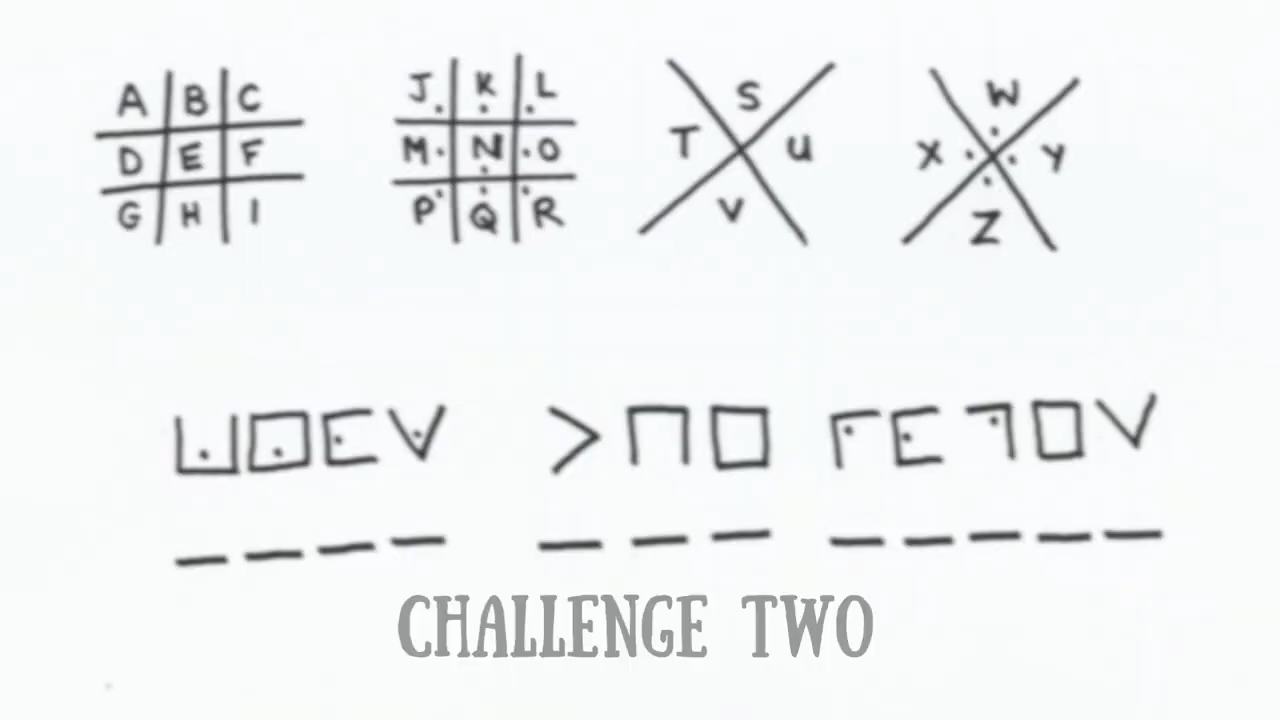 A B C
D E F
G H I
J K L
M N O
P Q R
S
T U
V
W
X Y
Z
CHALLENGE TWO